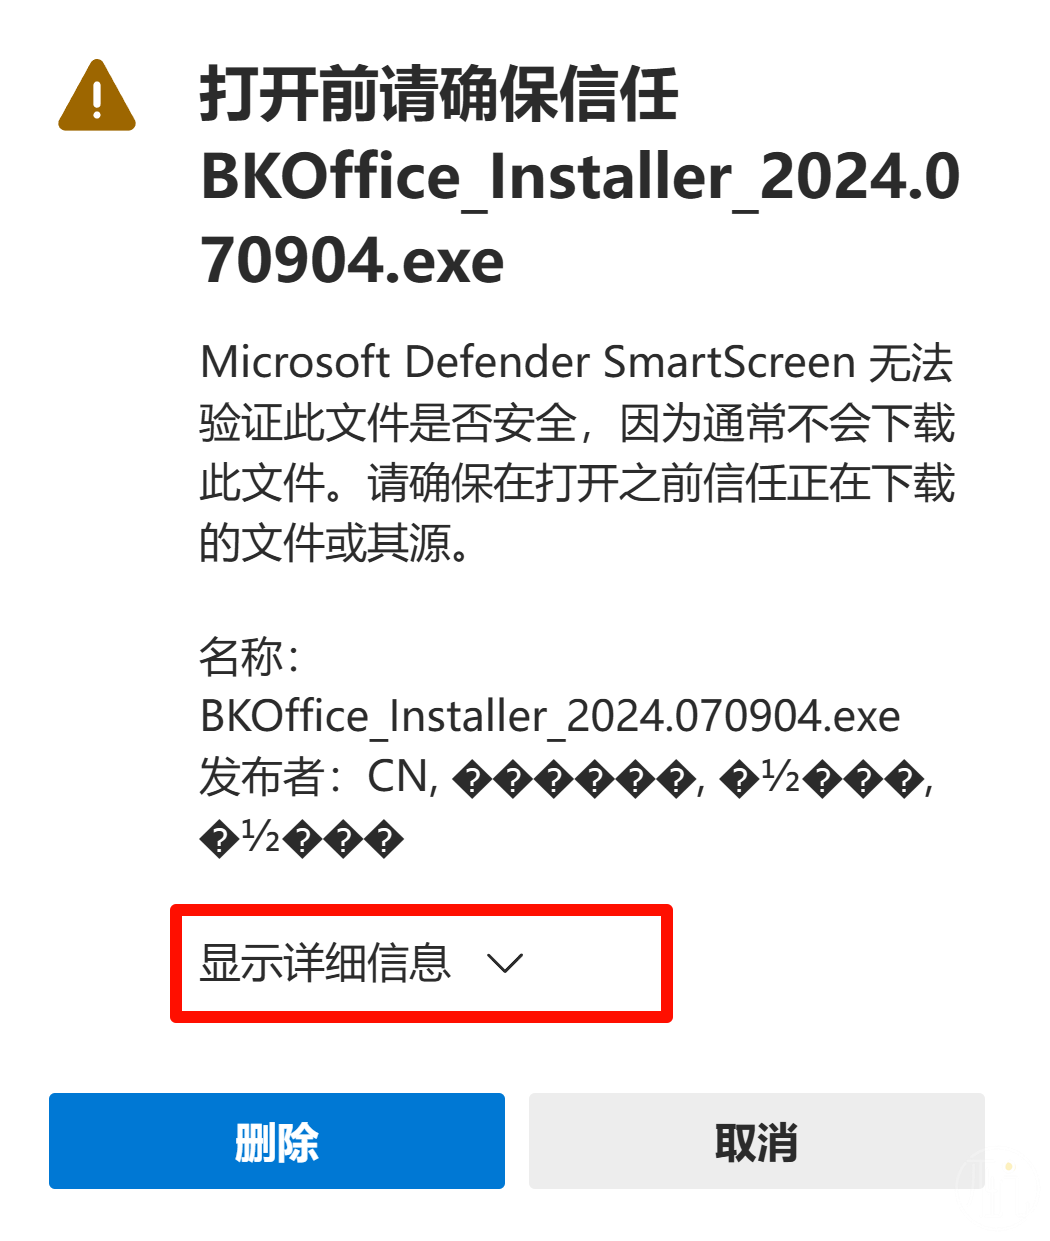 打开前请确保信任
BKOffice_Installer_2024.0
70904.exe
Microsoft Defender SmartScreen 无法
验证此文件是否安全，因为通常不会下载
此文件。请确保在打开之前信任正在下载
的文件或其源。
名称：
BKOffice_Installer_2024.070904.exe
发布者：CN, ������, �½���,
�½���
显示详细信息
删除
取消